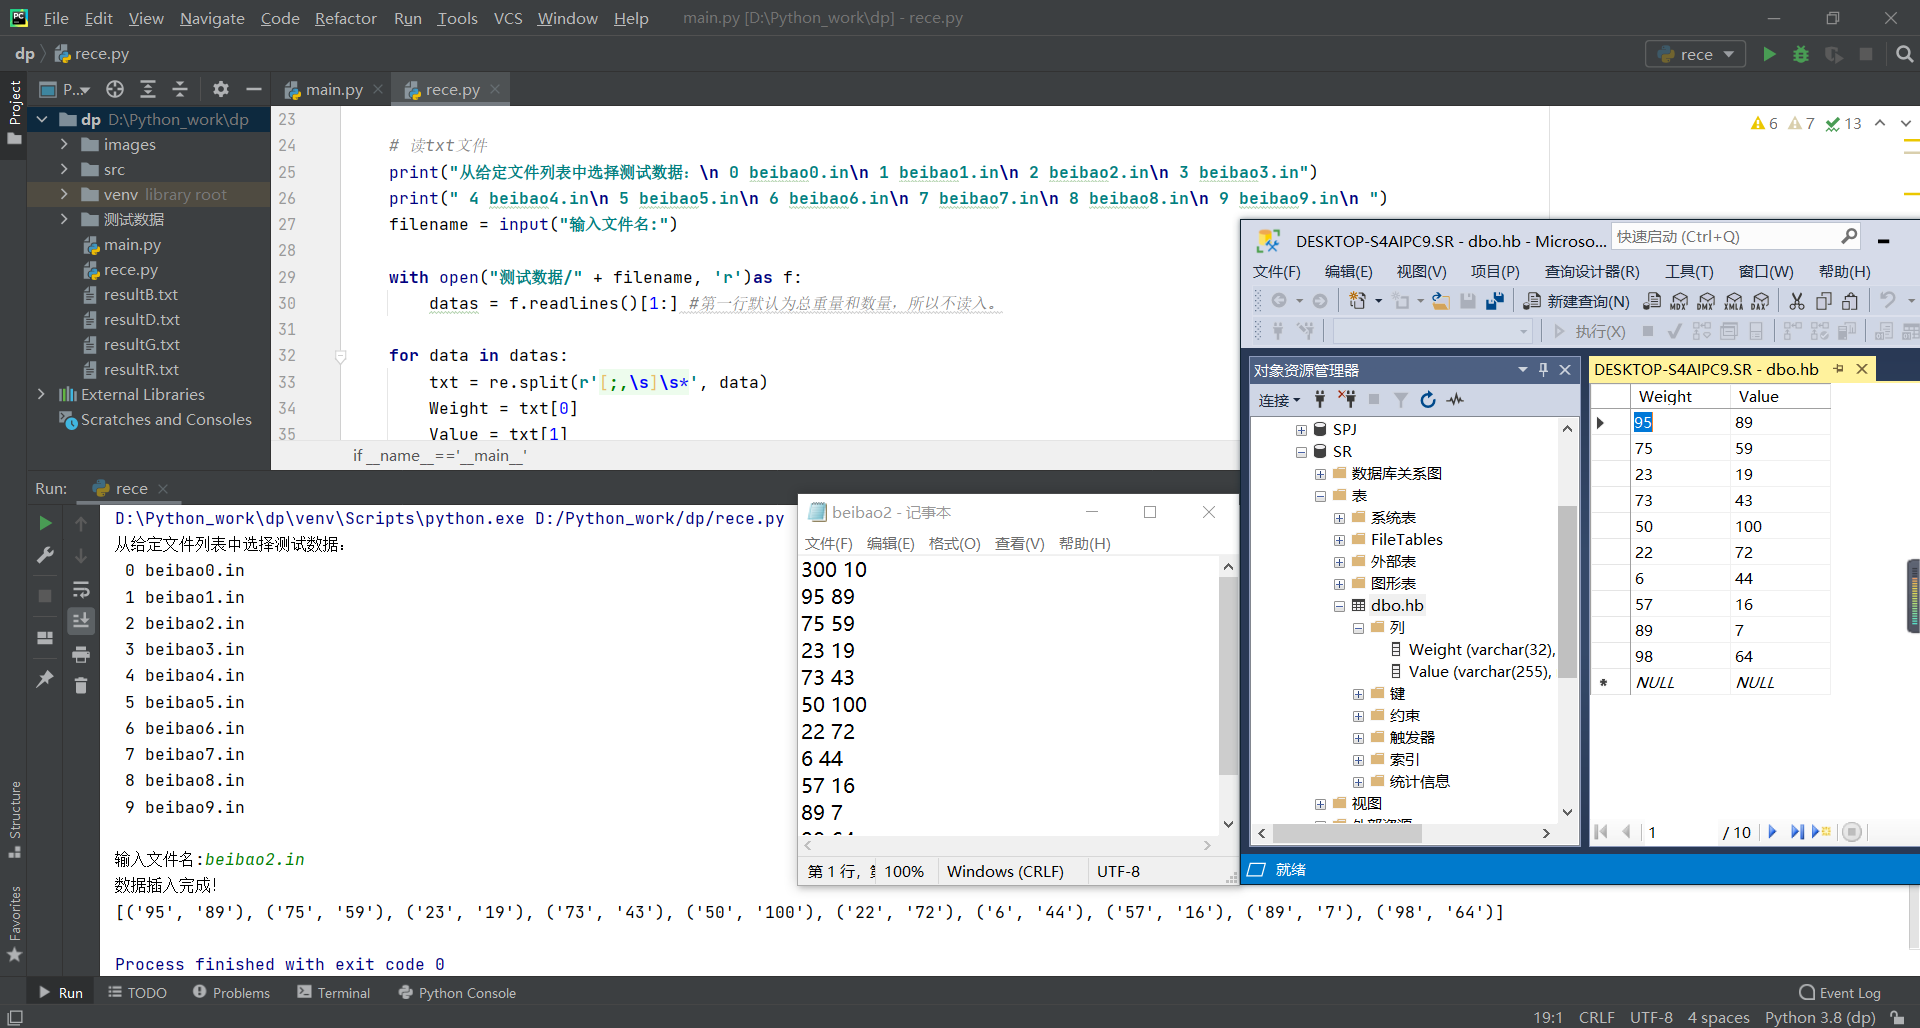 File Edit View Navigate Code Refactor Run Tools VCS Window Help main.py [D:\Python_work\dp] - rece.py
dp rece.py
rece
Project
P...
main.py
rece.py
dp D:\Python_work\dp
images
src
venv library root
测试数据
main.py
rece.py
resultB.txt
resultD.txt
resultG.txt
resultR.txt
External Libraries
Scratches and Consoles
6 7 13
23
24 # 读txt文件
25 print("从给定文件列表中选择测试数据：\n 0 beibao0.in\n 1 beibao1.in\n 2 beibao2.in\n 3 beibao3.in")
26 print(" 4 beibao4.in\n 5 beibao5.in\n 6 beibao6.in\n 7 beibao7.in\n 8 beibao8.in\n 9 beibao9.in\n ")
27 filename = input("输入文件名:")
28
29 with open("测试数据/" + filename, 'r')as f:
30 datas = f.readlines()[1:] #第一行默认为总重量和数量，所以不读入。
31
32 for data in datas:
33 txt = re.split(r'[;,\s]\s*', data)
34 Weight = txt[0]
35 Value = txt[1]
if __name__=='__main__'
Run: rece
D:\Python_work\dp\venv\Scripts\python.exe D:/Python_work/dp/rece.py
从给定文件列表中选择测试数据：
0 beibao0.in
1 beibao1.in
2 beibao2.in
3 beibao3.in
4 beibao4.in
5 beibao5.in
6 beibao6.in
7 beibao7.in
8 beibao8.in
9 beibao9.in
输入文件名:beibao2.in
数据插入完成！
[('95', '89'), ('75', '59'), ('23', '19'), ('73', '43'), ('50', '100'), ('22', '72'), ('6', '44'), ('57', '16'), ('89', '7'), ('98', '64')]
Process finished with exit code 0
beibao2 - 记事本
文件(F) 编辑(E) 格式(O) 查看(V) 帮助(H)
300 10
95 89
75 59
23 19
73 43
50 100
22 72
6 44
57 16
89 7
第 1 行， 100% Windows (CRLF) UTF-8
DESKTOP-S4AIPC9.SR - dbo.hb - Microso...
快速启动 (Ctrl+Q)
文件(F) 编辑(E) 视图(V) 项目(P) 查询设计器(R) 工具(T) 窗口(W) 帮助(H)
新建查询(N) MDX DMX XMLA DAX
执行(X)
对象资源管理器
连接
SPJ
SR
数据库关系图
表
系统表
FileTables
外部表
图形表
dbo.hb
列
Weight (varchar(32),
Value (varchar(255),
键
约束
触发器
索引
统计信息
视图
外部资源
DESKTOP-S4AIPC9.SR - dbo.hb
Weight Value
95 89
75 59
23 19
73 43
50 100
22 72
6 44
57 16
89 7
98 64
NULL NULL
1 / 10
就绪
Structure
Favorites
Run TODO Problems Terminal Python Console Event Log
19:1 CRLF UTF-8 4 spaces Python 3.8 (dp)